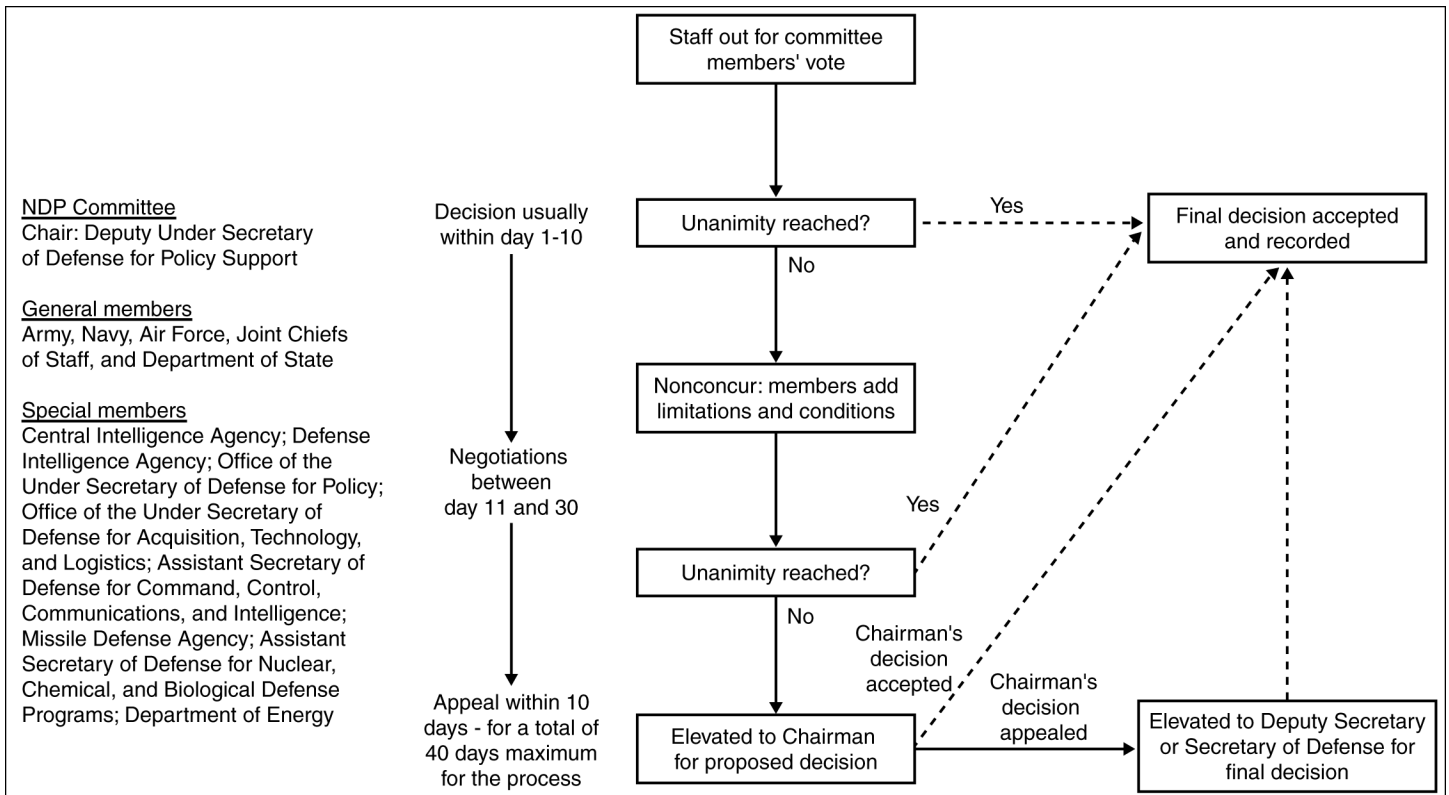 Staff out for committee
members' vote
NDP Committee
Chair: Deputy Under Secretary
of Defense for Policy Support
General members
Army, Navy, Air Force, Joint Chiefs
of Staff, and Department of State
Special members
Central Intelligence Agency; Defense
Intelligence Agency; Office of the
Under Secretary of Defense for Policy;
Office of the Under Secretary of
Defense for Acquisition, Technology,
and Logistics; Assistant Secretary of
Defense for Command, Control,
Communications, and Intelligence;
Missile Defense Agency; Assistant
Secretary of Defense for Nuclear,
Chemical, and Biological Defense
Programs; Department of Energy
Decision usually
within day 1-10
Negotiations
between
day 11 and 30
Appeal within 10
days - for a total of
40 days maximum
for the process
Unanimity reached?
Yes
Final decision accepted
and recorded
No
Nonconcur: members add
limitations and conditions
Yes
Unanimity reached?
No
Chairman's
decision
accepted
Chairman's
decision
appealed
Elevated to Chairman
for proposed decision
Elevated to Deputy Secretary
or Secretary of Defense for
final decision